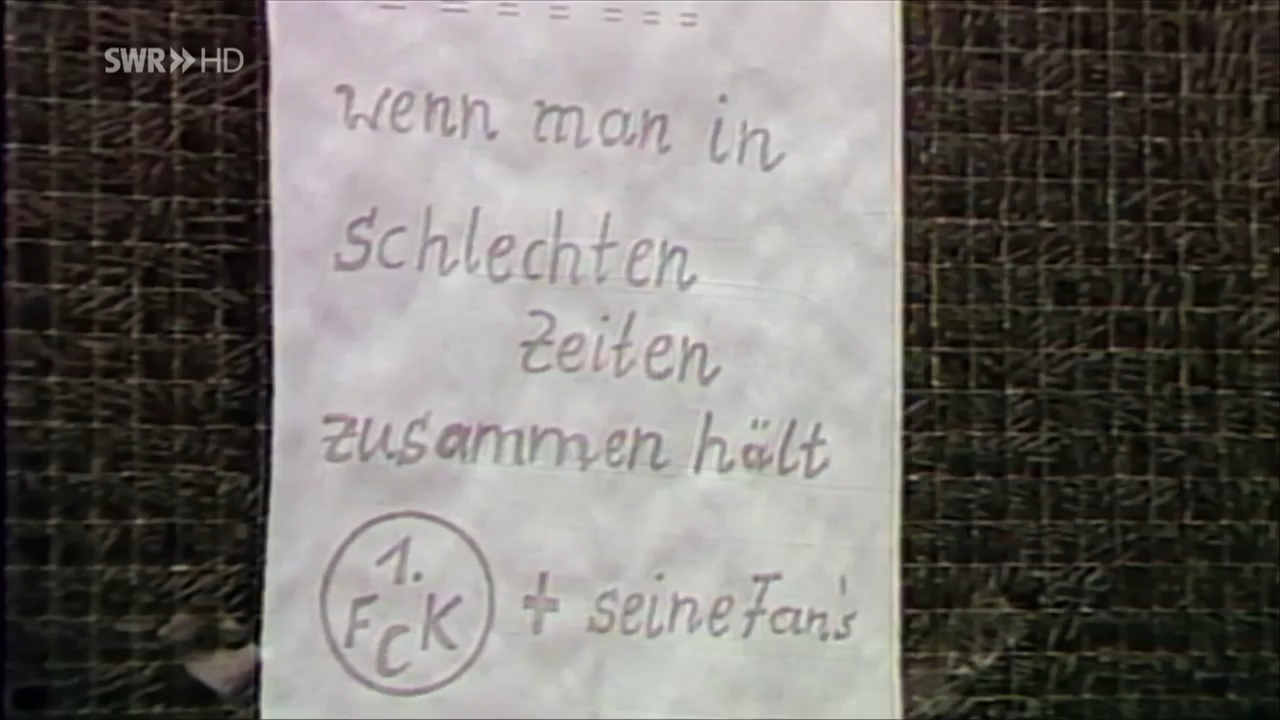 SWR>>HD
wenn man in
schlechten
Zeiten
zusammen hält
1.
FCK + seine Fan's